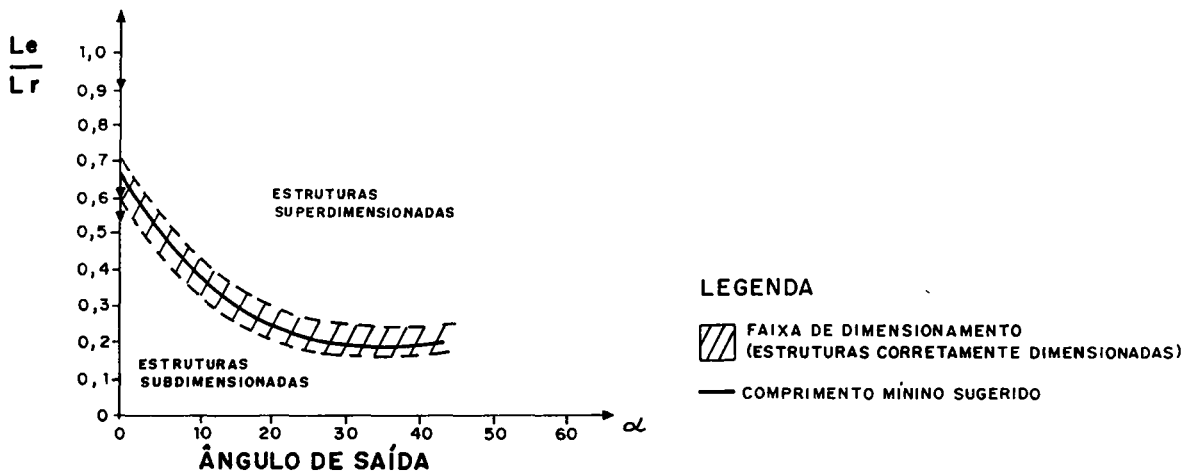 Le
Lr
1,0
0,9
0,8
0,7
0,6
0,5
0,4
0,3
0,2
0,1
0
ESTRUTURAS
SUPERDIMENSIONADAS
ESTRUTURAS
SUBDIMENSIONADAS
0 10 20 30 40 50 60 α
ÂNGULO DE SAÍDA
LEGENDA
FAIXA DE DIMENSIONAMENTO
(ESTRUTURAS CORRETAMENTE DIMENSIONADAS)
COMPRIMENTO MÍNINO SUGERIDO